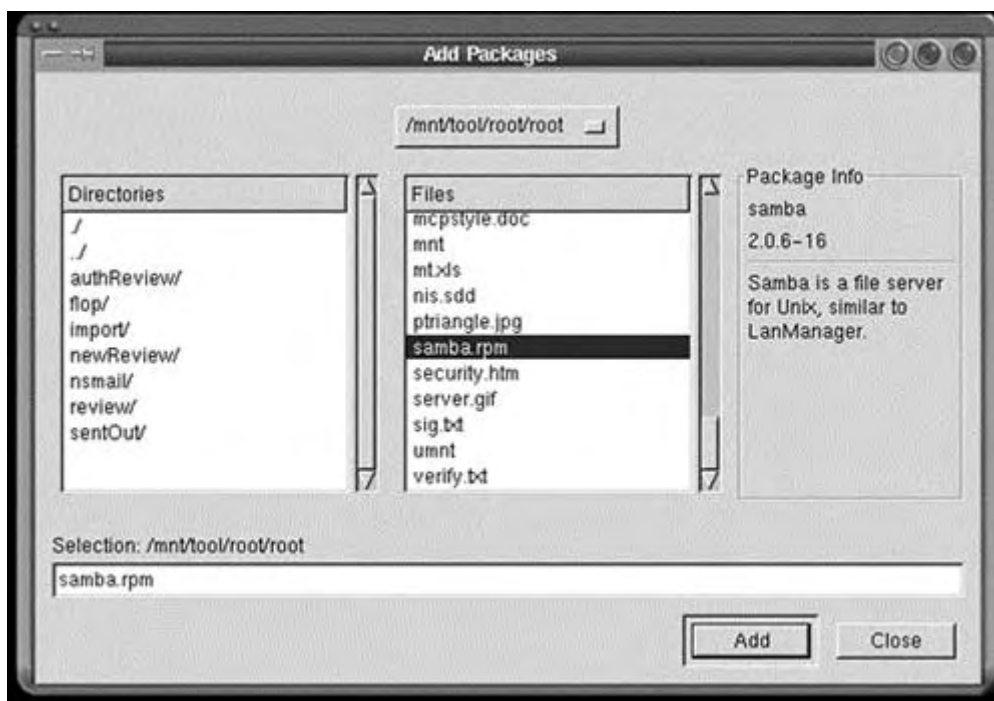 Add Packages
/mnt/tool/root/root
Directories
./
../
authReview/
flop/
import/
newReview/
nsmail/
review/
sentOut/
Files
mcpstyle.doc
mnt
mt.xls
nis.sdd
ptriangle.jpg
samba.rpm
security.htm
server.gif
sig.txt
umnt
verify.txt
Package Info
samba
2.0.6-16
Samba is a file server
for Unix, similar to
LanManager.
Selection: /mnt/tool/root/root
samba.rpm
Add
Close